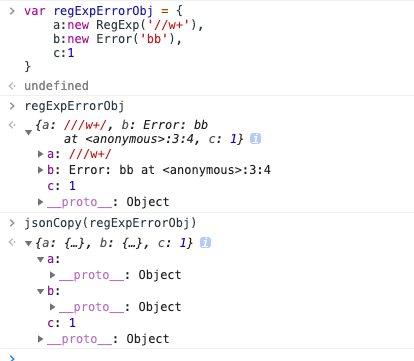 > var regExpErrorObj = {
a:new RegExp('//w+'),
b:new Error('bb'),
c:1
}
<· undefined
> regExpErrorObj
<· ▼{a: ///w+/, b: Error: bb
at <anonymous>:3:4, c: 1} i
▶a: ///w+/
▶b: Error: bb at <anonymous>:3:4
c: 1
▶__proto__: Object
> jsonCopy(regExpErrorObj)
<· ▼{a: {…}, b: {…}, c: 1} i
▼a:
▶__proto__: Object
▼b:
▶__proto__: Object
c: 1
▶__proto__: Object
>